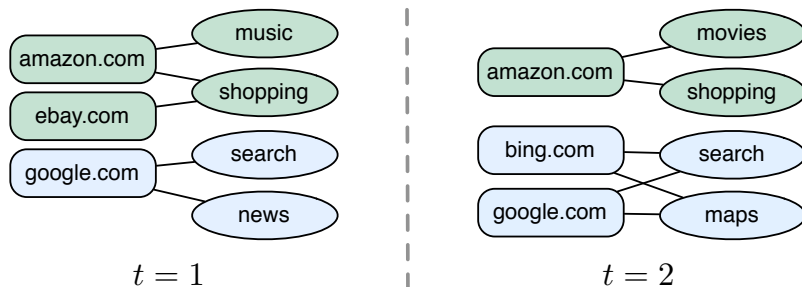 music
amazon.com
shopping
ebay.com
search
google.com
news
t = 1
movies
amazon.com
shopping
bing.com
search
google.com
maps
t = 2